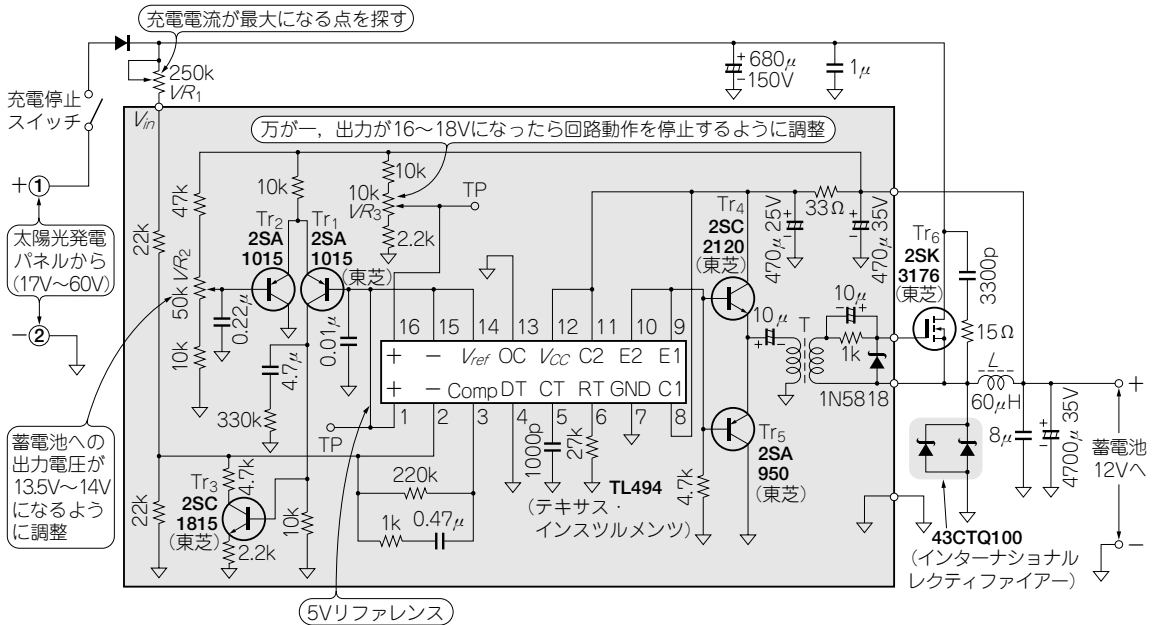 充電電流が最大になる点を探す
250k
VR1
充電停止
スイッチ
Vin
+①
太陽光発電
パネルから
(17V～60V)
−②
蓄電池への
出力電圧が
13.5V～14V
になるよう
に調整
万が一，出力が16～18Vになったら回路動作を停止するように調整
+680μ
−150V
1μ
22k
47k
VR2
50k
10k
22k
10k
Tr2
2SA
1015
Tr1
2SA
1015
(東芝)
0.22μ
4.7μ
330k
0.01μ
10k
10k
VR3
2.2k
TP
TP
Tr3
2SC
1815
(東芝)
4.7k
2.2k
10k
16 15 14 13 12 11 10 9
+ − Vref OC VCC C2 E2 E1
+ − Comp DT CT RT GND C1
1 2 3 4 5 6 7 8
220k
1k
0.47μ
1000p
27k
TL494
(テキサス・
インスツルメンツ)
4.7k
5Vリファレンス
Tr4
2SC
2120
(東芝)
Tr5
2SA
950
(東芝)
470μ 25V
+
−
33Ω
470μ 35V
+
−
10μ
+ −
T
10μ
− +
1k
1N5818
Tr6
2SK
3176
(東芝)
3300p
15Ω
L
60μH
8μ
4700μ 35V
+
−
43CTQ100
(インターナショナル
レクティファイアー)
+
蓄電池
12Vへ
−